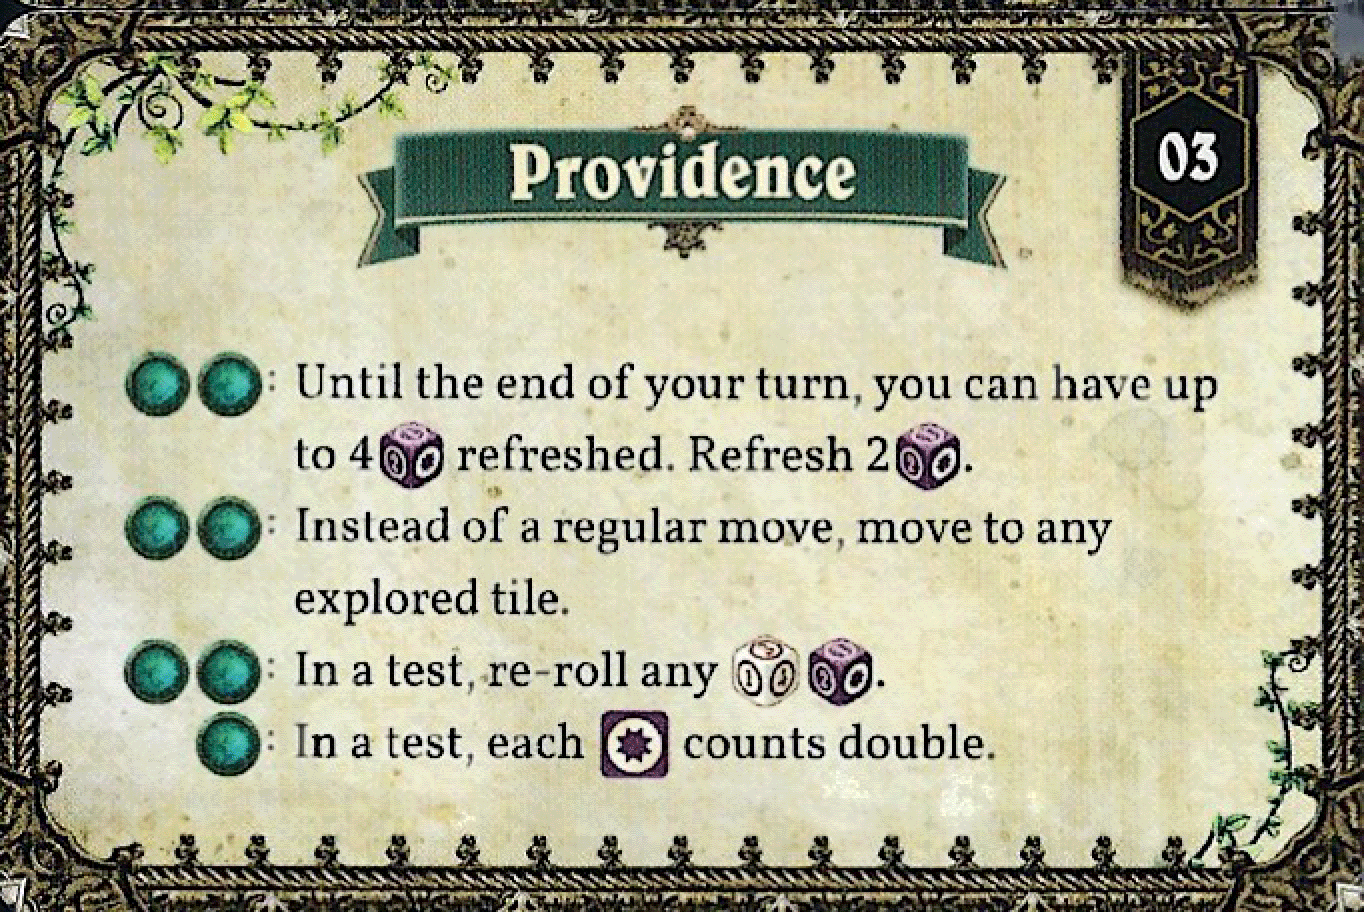 Providence
03
: Until the end of your turn, you can have up
to 4 refreshed. Refresh 2.
: Instead of a regular move, move to any
explored tile.
: In a test, re-roll any .
: In a test, each counts double.